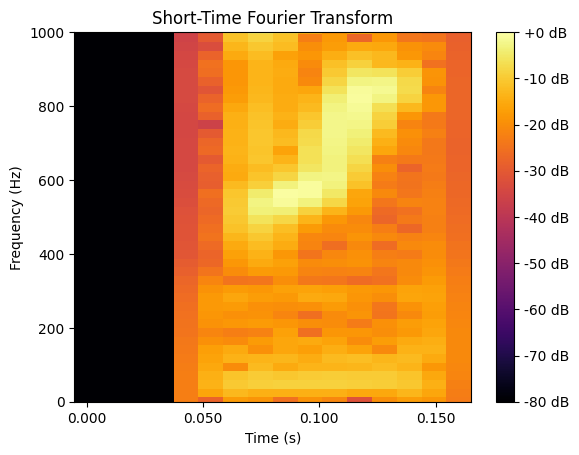 Short-Time Fourier Transform
1000
800
600
400
200
0
Frequency (Hz)
0.000
0.050
0.100
0.150
Time (s)
+0 dB
-10 dB
-20 dB
-30 dB
-40 dB
-50 dB
-60 dB
-70 dB
-80 dB